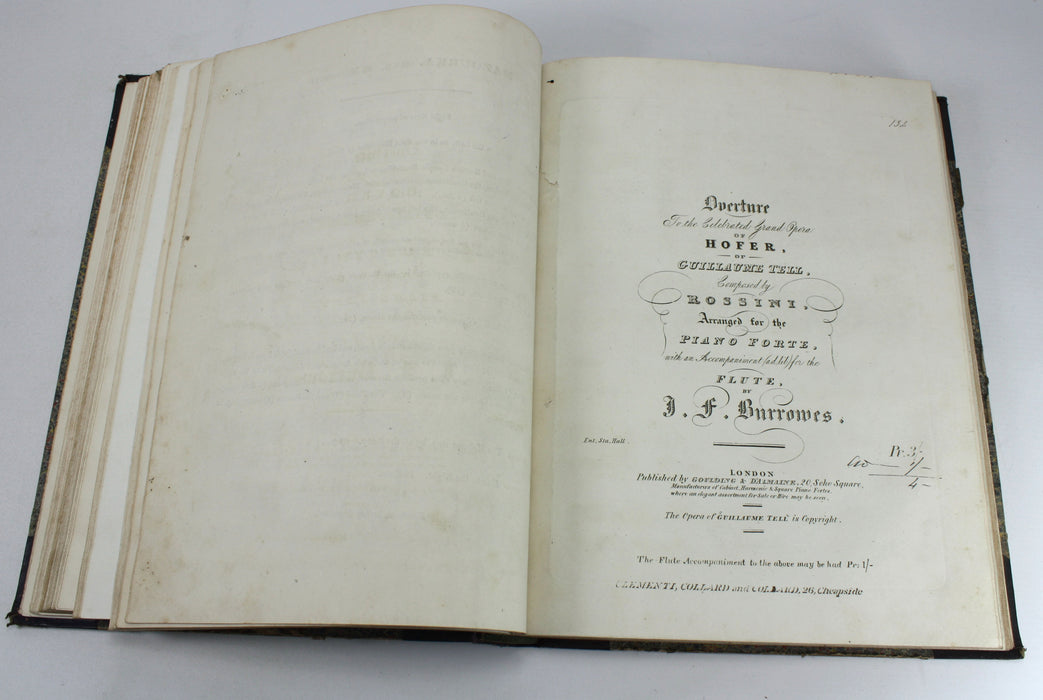 132
Overture
To the Celebrated Grand Opera
OF
HOFER,
OF
GUILLAUME TELL,
Composed by
ROSSINI,
Arranged for the
PIANO FORTE,
with an Accompaniment (ad.lib) for the
FLUTE,
BY
J. F. Burrowes.
Ent. Sta. Hall.
Pr. 3/-
1/-
4-
LONDON
Published by GOULDING & D'ALMAINE, 20, Soho Square,
Manufacturers of Cabinet, Harmonic & Square Piano Fortes
where an elegant assortment for Sale or Hire may be seen.
The Opera of GUILLAUME TELL is Copyright.
The Flute Accompaniment to the above may be had Pr: 1/-
CLEMENTI, COLLARD and COLLARD, 26, Cheapside